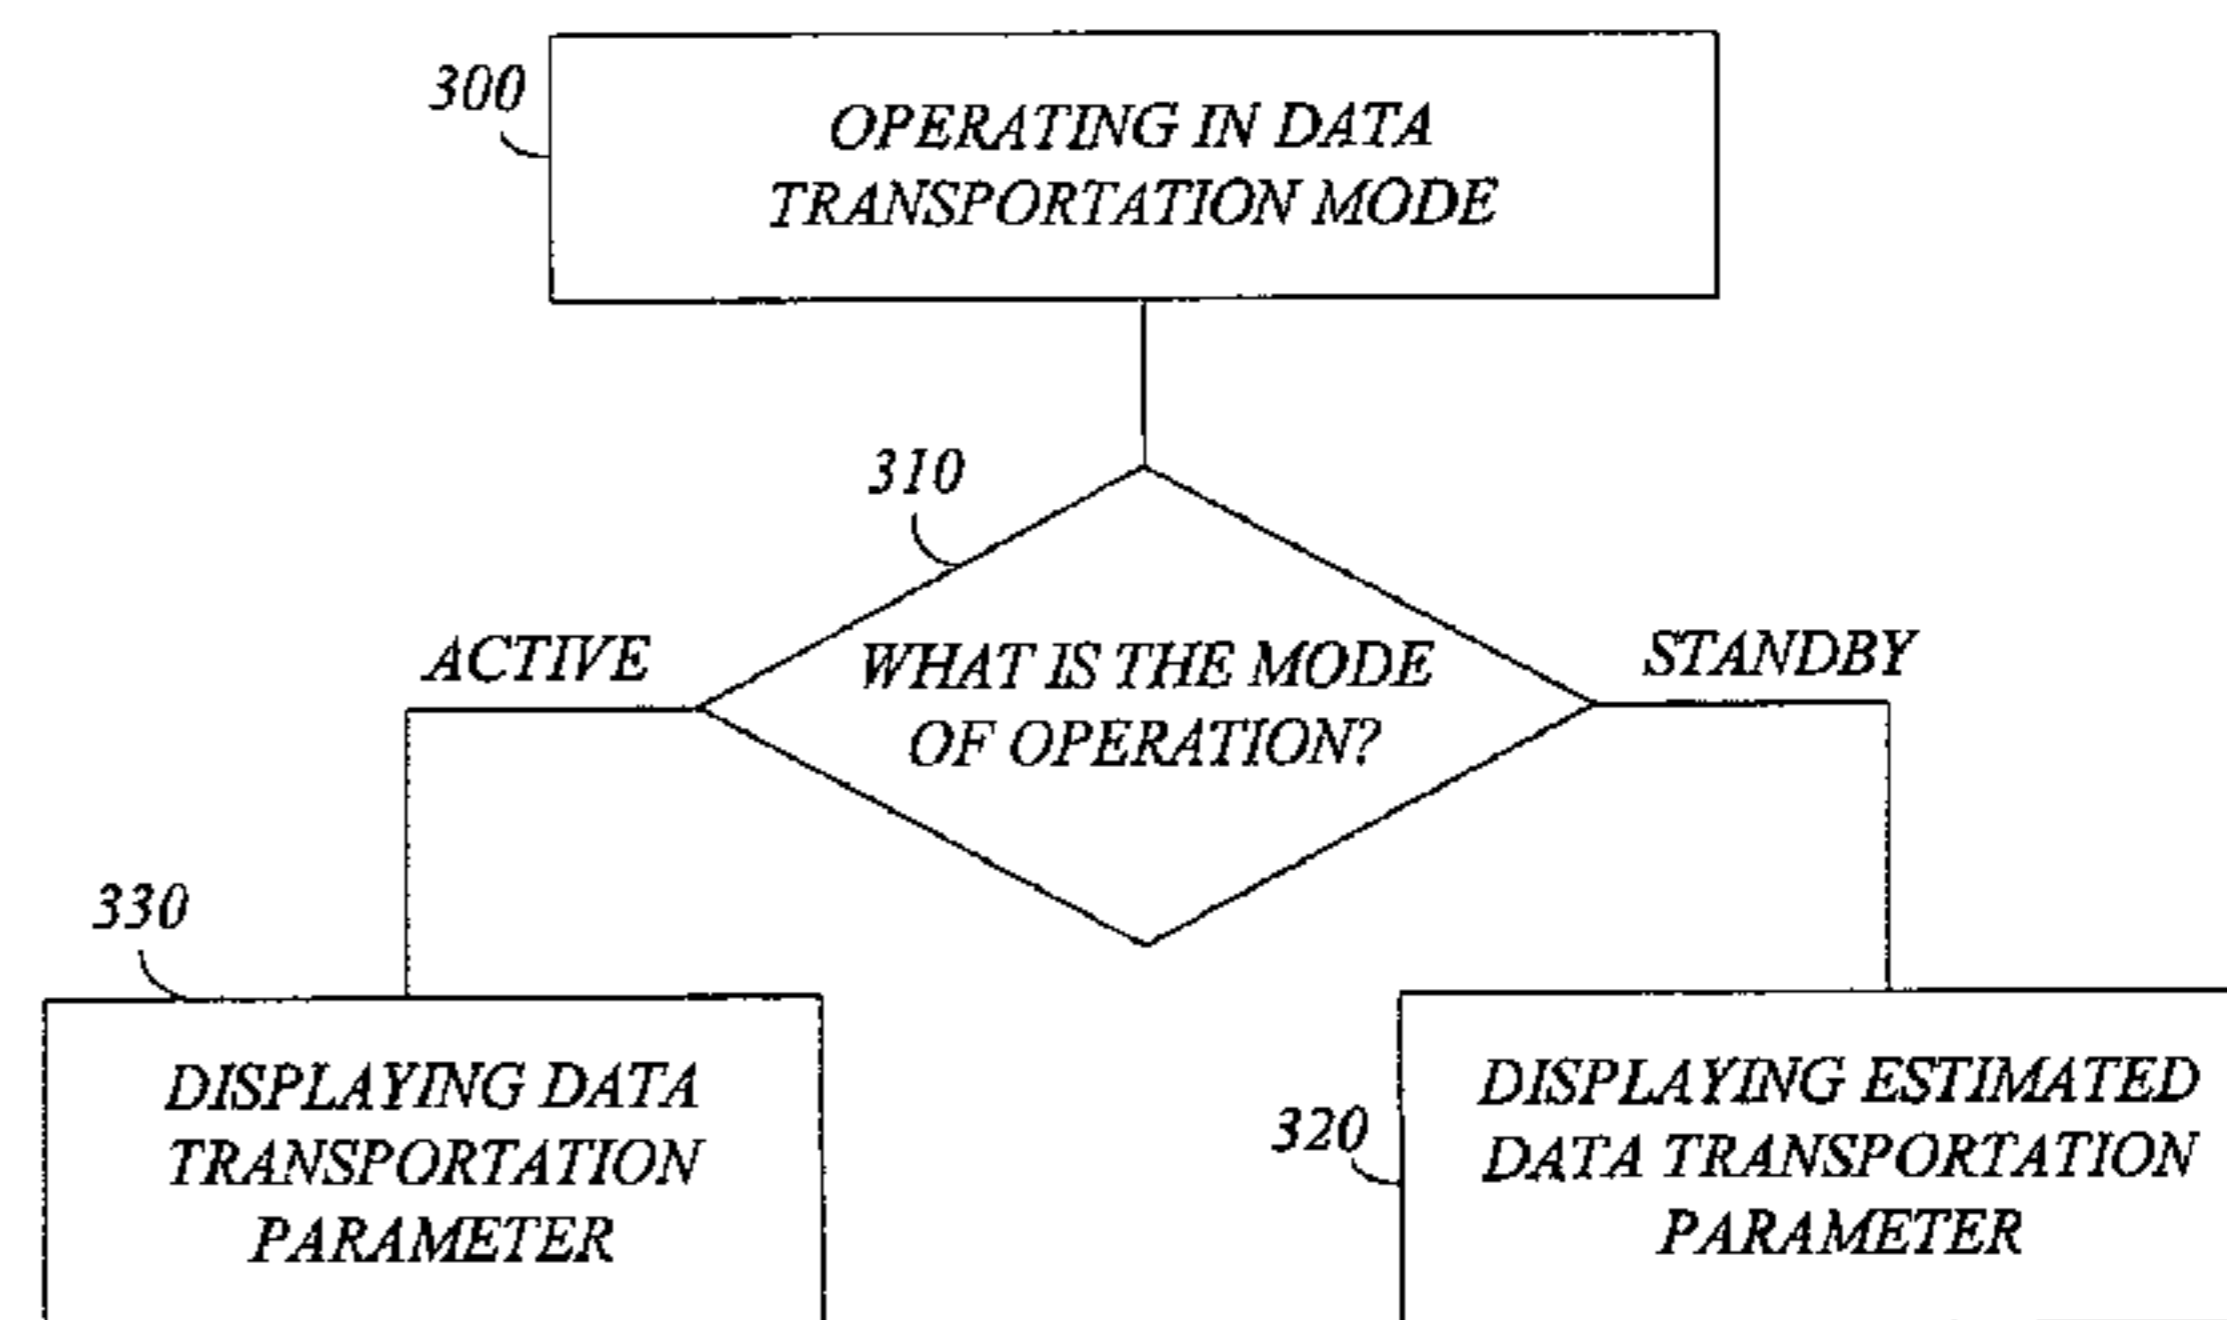 300
OPERATING IN DATA
TRANSPORTATION MODE
310
ACTIVE
WHAT IS THE MODE
OF OPERATION?
STANDBY
330
DISPLAYING DATA
TRANSPORTATION
PARAMETER
320
DISPLAYING ESTIMATED
DATA TRANSPORTATION
PARAMETER